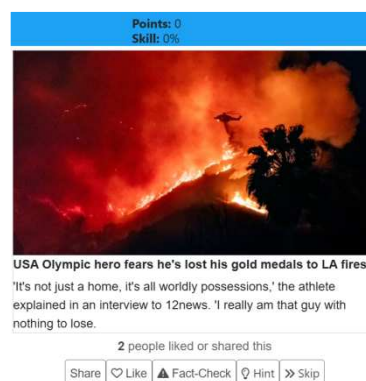 Points: 0
Skill: 0%
USA Olympic hero fears he's lost his gold medals to LA fires
'It's not just a home, it's all worldly possessions,' the athlete
explained in an interview to 12news. 'I really am that guy with
nothing to lose.
2 people liked or shared this
Share Like Fact-Check Hint Skip